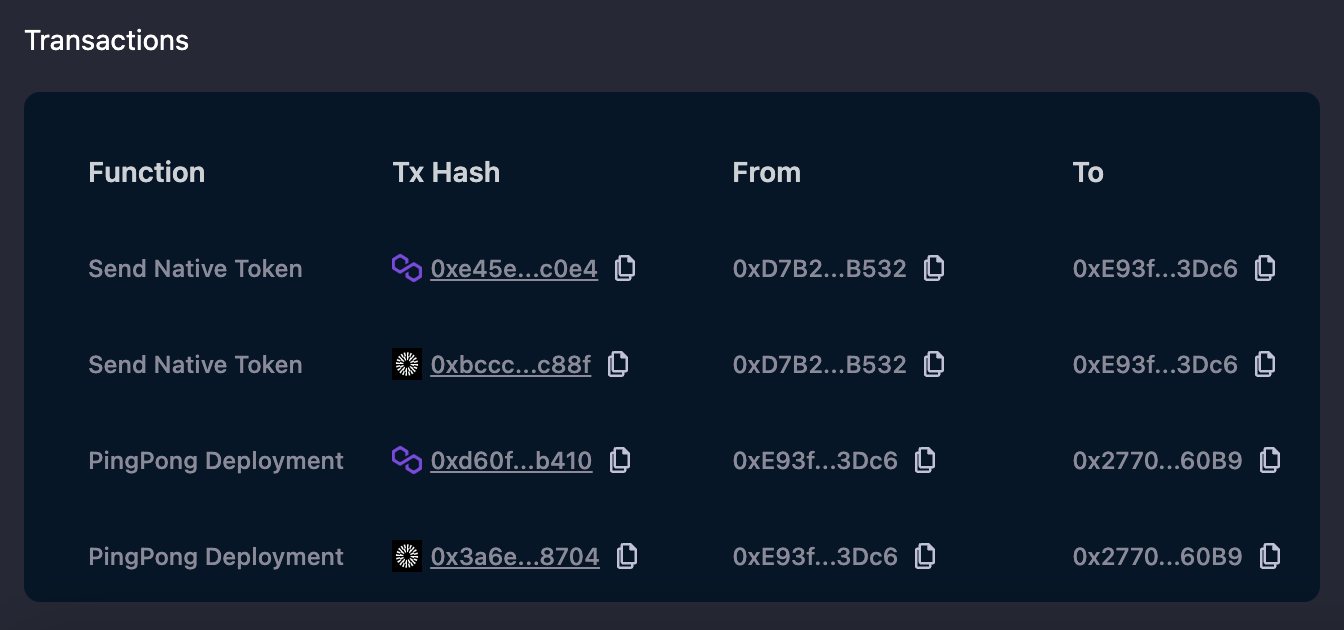 Transactions
Function Tx Hash From To
Send Native Token 0xe45e...c0e4 0xD7B2...B532 0xE93f...3Dc6
Send Native Token 0xbccc...c88f 0xD7B2...B532 0xE93f...3Dc6
PingPong Deployment 0xd60f...b410 0xE93f...3Dc6 0x2770...60B9
PingPong Deployment 0x3a6e...8704 0xE93f...3Dc6 0x2770...60B9